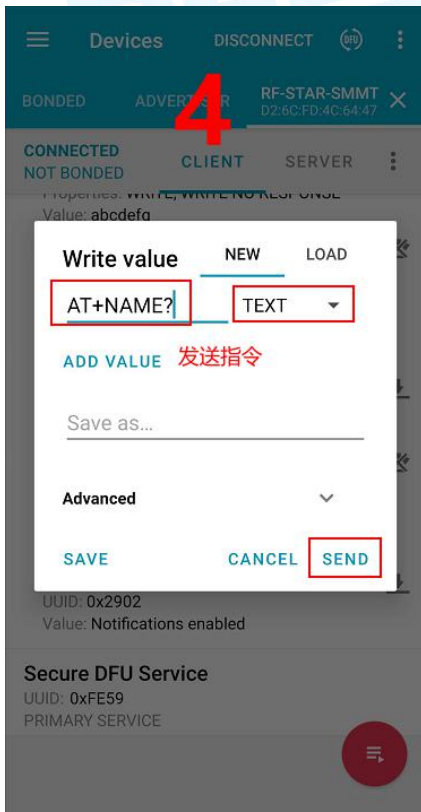 Devices DISCONNECT DFU
4
BONDED ADVERTISER RF-STAR-SMMT
D2:6C:FD:4C:64:47
CONNECTED
NOT BONDED CLIENT SERVER
Properties: WRITE, WRITE NO RESPONSE
Value: abcdefg
Write value NEW LOAD
AT+NAME? TEXT
ADD VALUE 发送指令
Save as...
Advanced
SAVE CANCEL SEND
UUID: 0x2902
Value: Notifications enabled
Secure DFU Service
UUID: 0xFE59
PRIMARY SERVICE